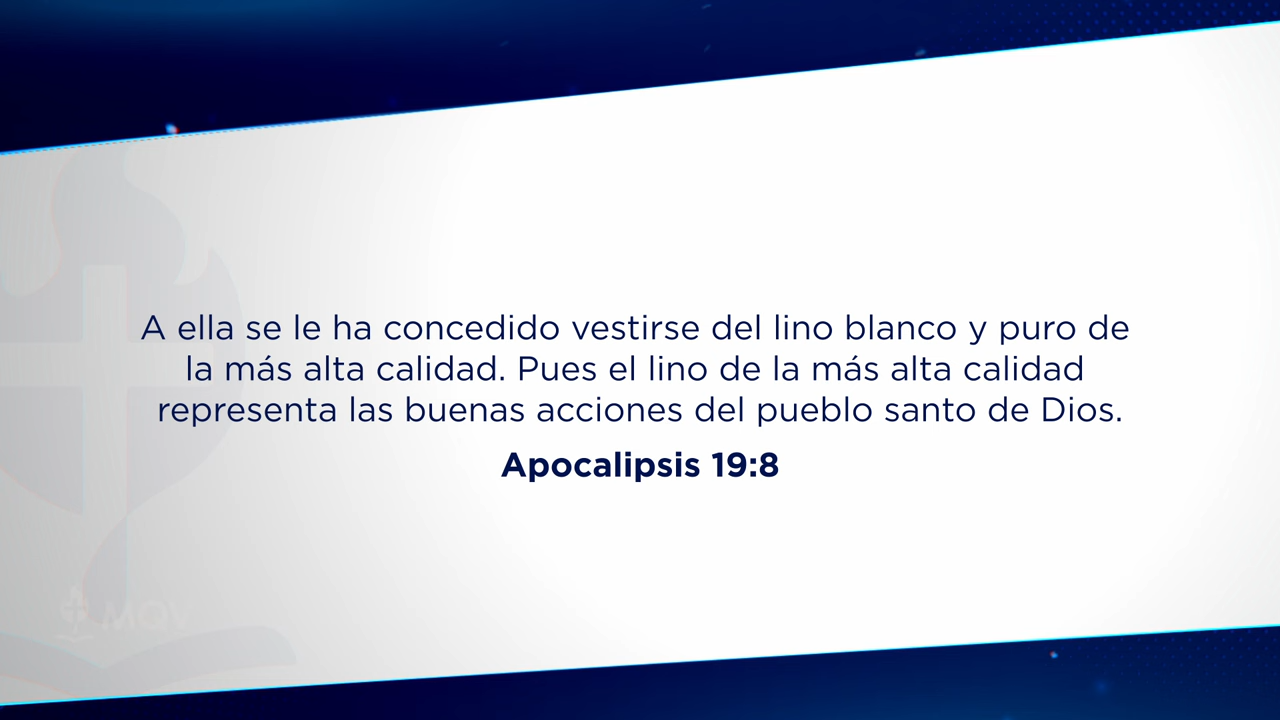 A ella se le ha concedido vestirse del lino blanco y puro de
la más alta calidad. Pues el lino de la más alta calidad
representa las buenas acciones del pueblo santo de Dios.
Apocalipsis 19:8
MQV